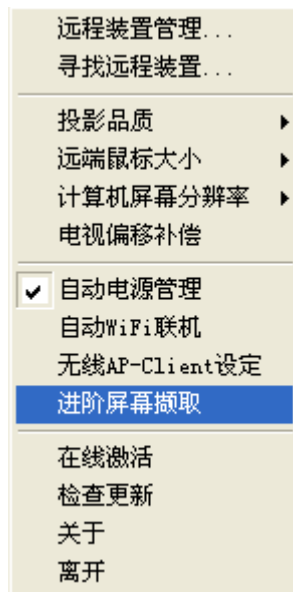 远程装置管理...
寻找远程装置...
投影品质
远端鼠标大小
计算机屏幕分辨率
电视偏移补偿
自动电源管理
自动WiFi联机
无线AP-Client设定
进阶屏幕撷取
在线激活
检查更新
关于
离开